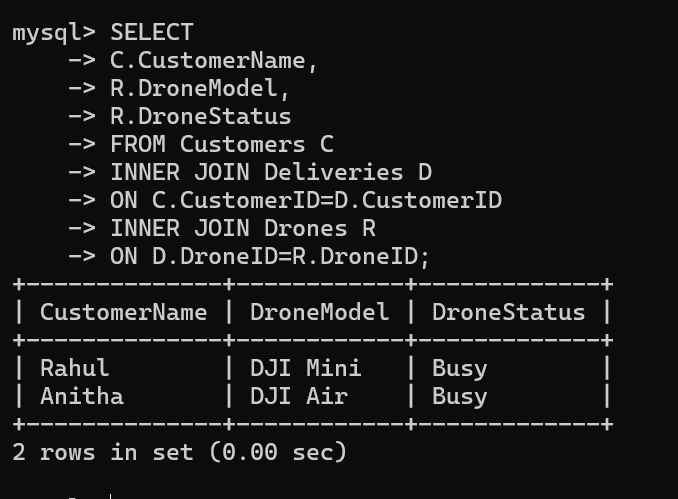 mysql> SELECT
    -> C.CustomerName,
    -> R.DroneModel,
    -> R.DroneStatus
    -> FROM Customers C
    -> INNER JOIN Deliveries D
    -> ON C.CustomerID=D.CustomerID
    -> INNER JOIN Drones R
    -> ON D.DroneID=R.DroneID;
+--------------+------------+-------------+
| CustomerName | DroneModel | DroneStatus |
+--------------+------------+-------------+
| Rahul        | DJI Mini   | Busy        |
| Anitha       | DJI Air    | Busy        |
+--------------+------------+-------------+
2 rows in set (0.00 sec)